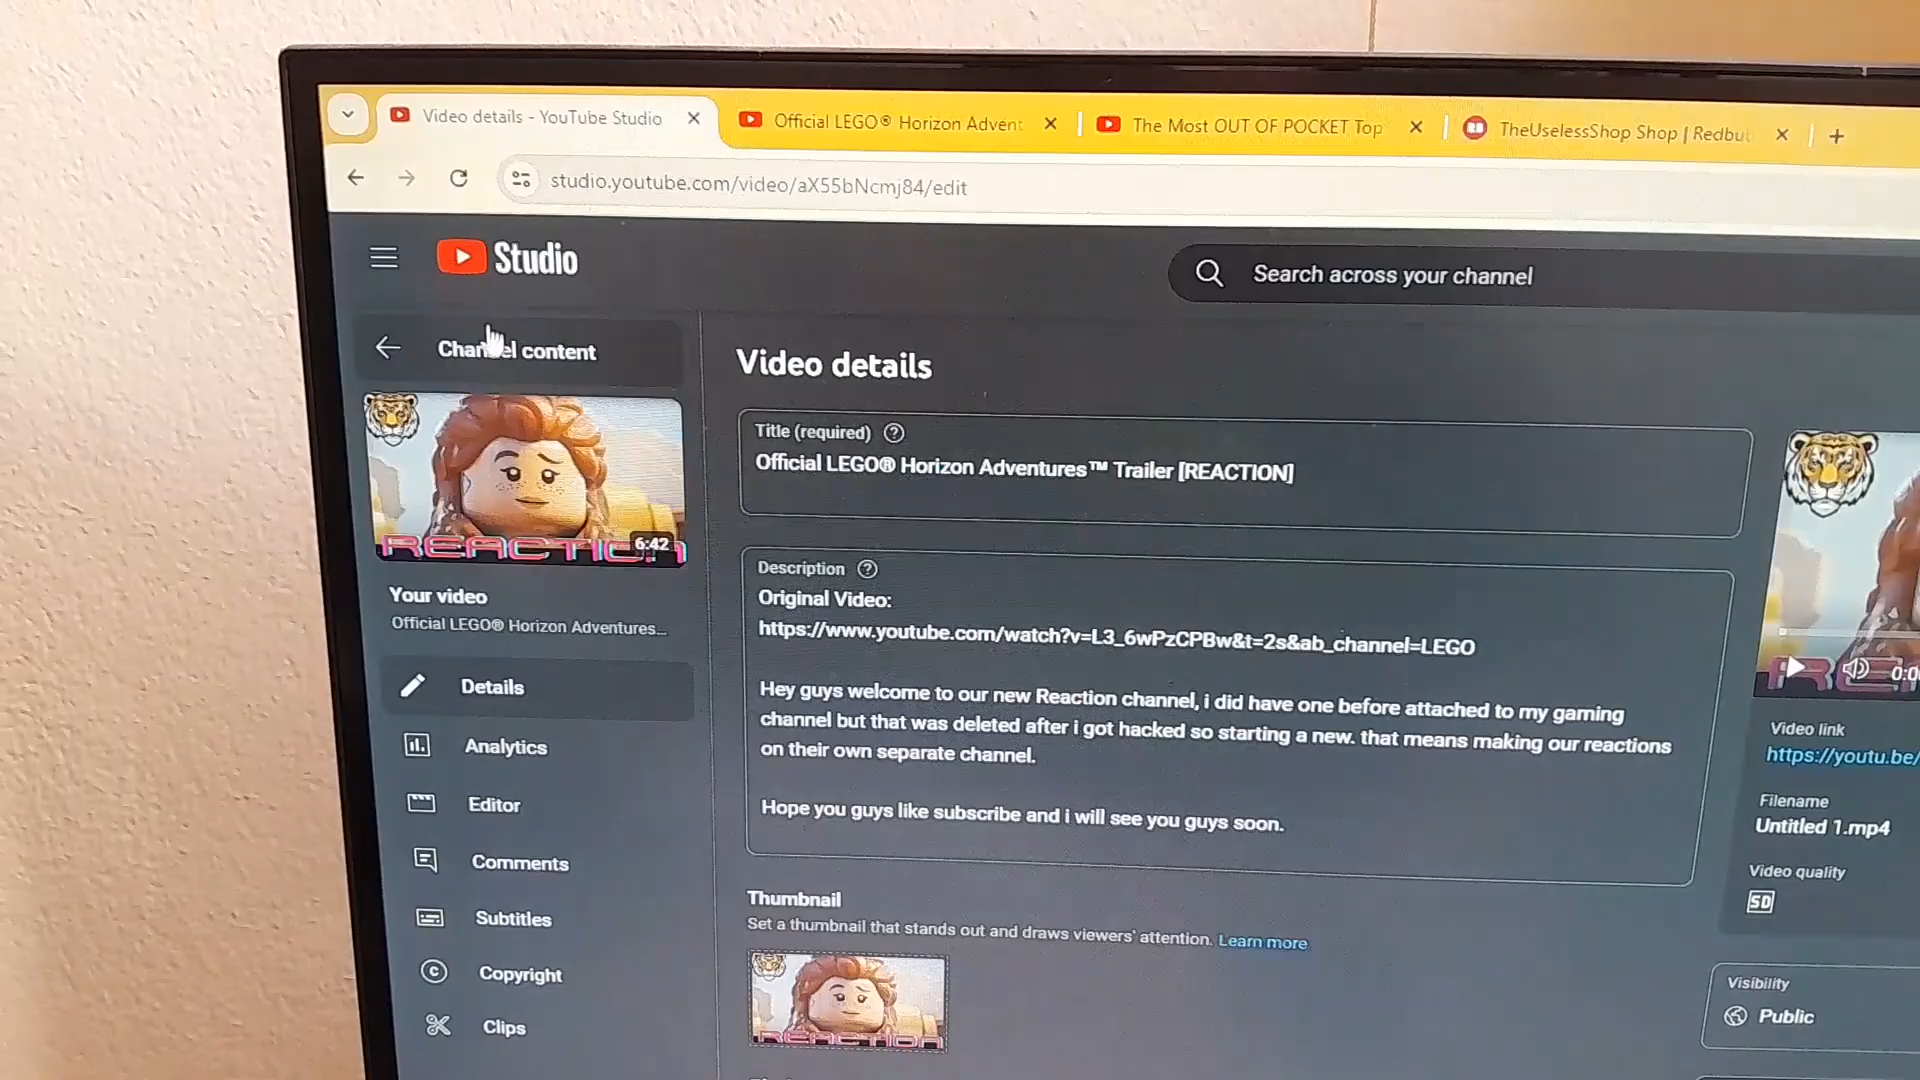 Video details - YouTube Studio
Official LEGO® Horizon Advent
The Most OUT OF POCKET Top
TheUselessShop Shop | Redbu
studio.youtube.com/video/aX55bNcmj84/edit
Studio
Search across your channel
Channel content
Video details
Title (required)
Official LEGO® Horizon Adventures™ Trailer [REACTION]
REACTION
6:42
Description
Original Video:
https://www.youtube.com/watch?v=L3_6wPzCPBw&t=2s&ab_channel=LEGO
Your video
Official LEGO® Horizon Adventures...
Hey guys welcome to our new Reaction channel, i did have one before attached to my gaming
channel but that was deleted after i got hacked so starting a new. that means making our reactions
on their own separate channel.
Hope you guys like subscribe and i will see you guys soon.
Details
Analytics
Editor
Comments
Subtitles
Copyright
Clips
Thumbnail
Set a thumbnail that stands out and draws viewers' attention. Learn more
REACTION
0:0
Video link
https://youtu.be/
Filename
Untitled 1.mp4
Video quality
SD
Visibility
Public